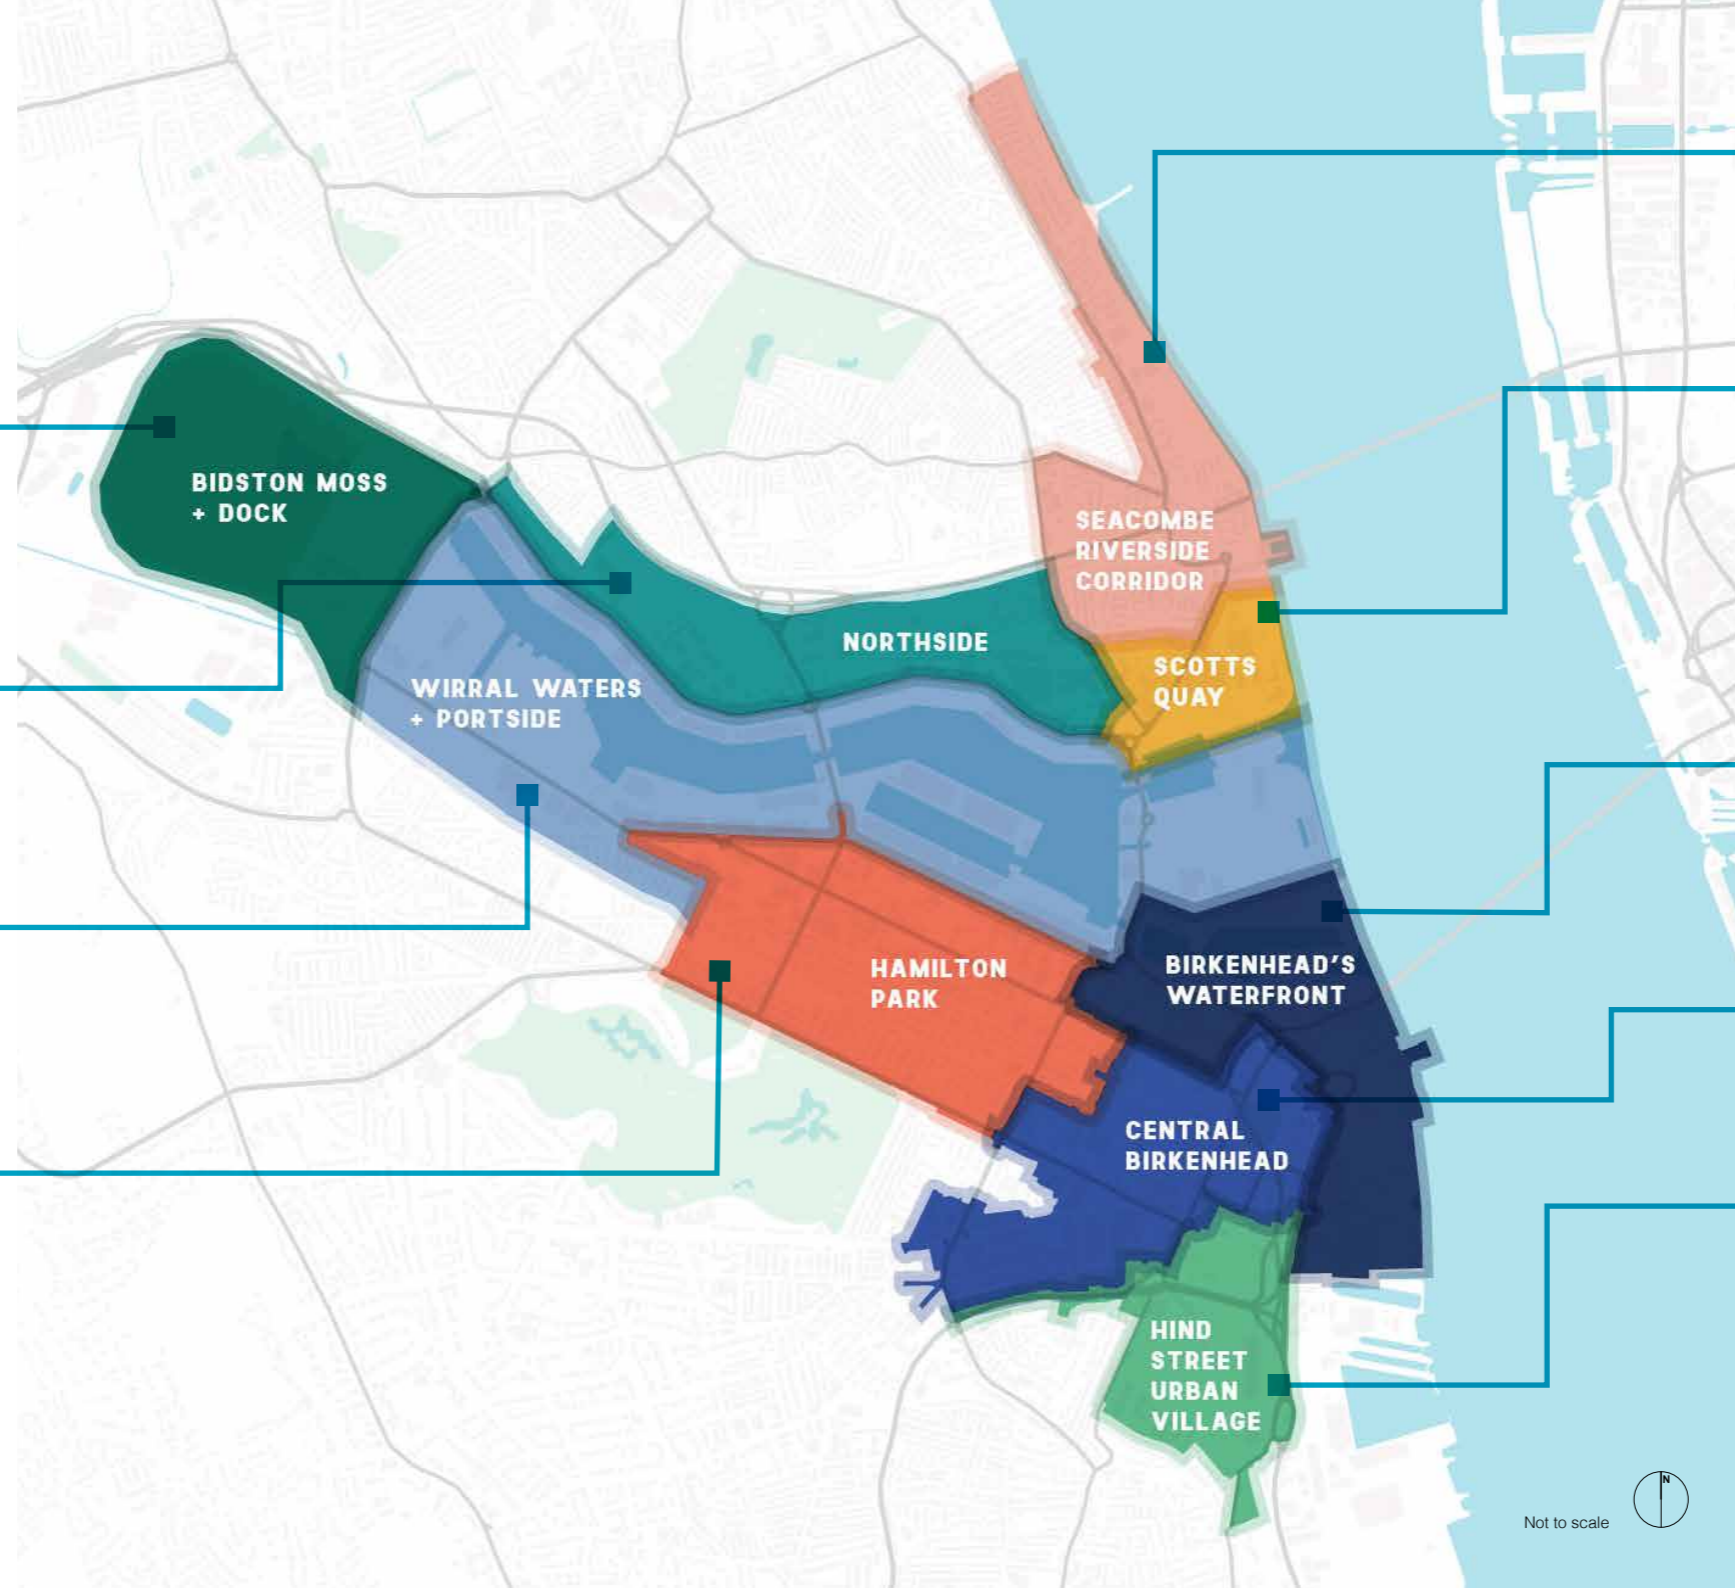 BIDSTON MOSS
+ DOCK
SEACOMBE
RIVERSIDE
CORRIDOR
NORTHSIDE
SCOTTS
QUAY
WIRRAL WATERS
+ PORTSIDE
HAMILTON
PARK
BIRKENHEAD'S
WATERFRONT
CENTRAL
BIRKENHEAD
HIND
STREET
URBAN
VILLAGE
N
Not to scale